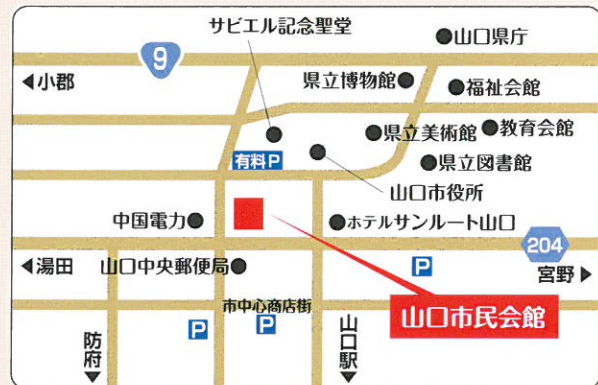 サビエル記念聖堂
山口県庁
9
小郡
県立博物館
福祉会館
県立美術館
教育会館
有料P
県立図書館
山口市役所
中国電力
ホテルサンルート山口
204
湯田
山口中央郵便局
P
宮野
市中心商店街
山口市民会館
P
P
防府
山口駅